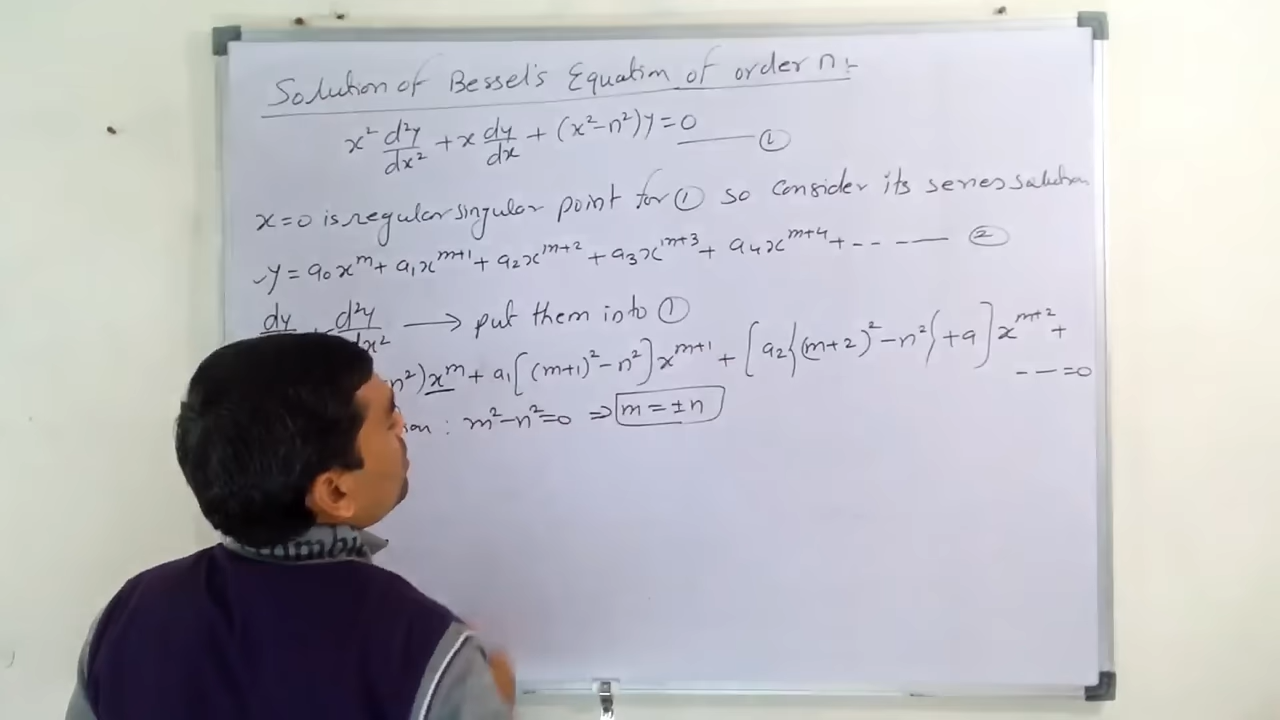 Solution of Bessel's Equation of order n :-
x² d²y/dx² + x dy/dx + (x²-n²)y = 0 —— ①
x=0 is regular singular point for ① so consider its series solution
y = a₀x^m + a₁x^{m+1} + a₂x^{m+2} + a₃x^{m+3} + a₄x^{m+4} + -- —— ②
dy , d²y/dx² ⟶ put them into ①
n²)x^m + a₁[(m+1)²-n²]x^{m+1} + [a₂{(m+2)²-n²}+a]x^{m+2} +
-- =0
: m²-n²=0 ⇒ m=±n
ambi